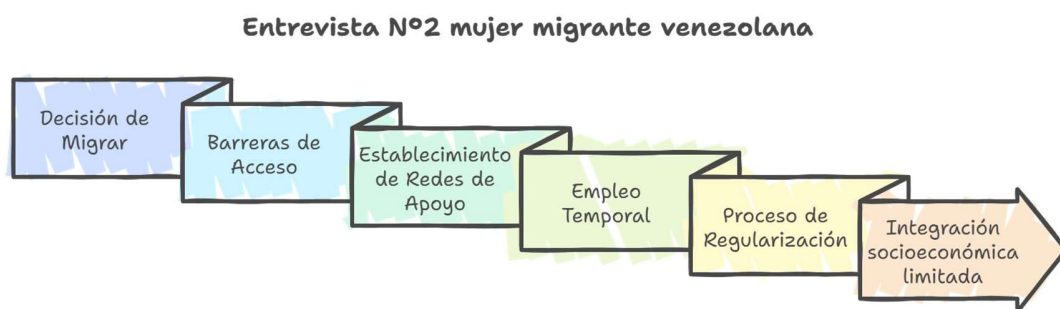 Entrevista Nº2 mujer migrante venezolana
Decisión de
Migrar
Barreras de
Acceso
Establecimiento
de Redes de
Apoyo
Empleo
Temporal
Proceso de
Regularización
Integración
socioeconómica
limitada